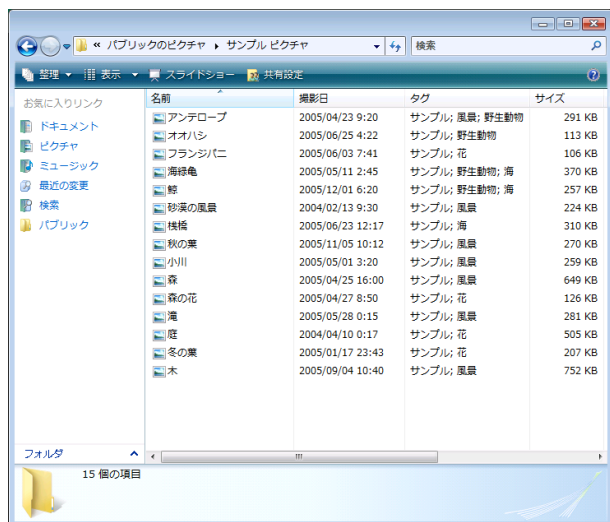 « パブリックのピクチャ ▸ サンプル ピクチャ 検索
整理 ▼ 表示 ▼ スライドショー 共有設定
お気に入りリンク
ドキュメント
ピクチャ
ミュージック
最近の変更
検索
パブリック
フォルダ
名前 撮影日 タグ サイズ
アンテロープ 2005/04/23 9:20 サンプル; 風景; 野生動物 291 KB
オオハシ 2005/06/25 4:22 サンプル; 野生動物 113 KB
フランジパニ 2005/06/03 7:41 サンプル; 花 106 KB
海緑亀 2005/05/11 2:45 サンプル; 野生動物; 海 370 KB
鯨 2005/12/01 6:20 サンプル; 野生動物; 海 257 KB
砂漠の風景 2004/02/13 9:30 サンプル; 風景 224 KB
桟橋 2005/06/23 12:17 サンプル; 海 310 KB
秋の葉 2005/11/05 10:12 サンプル; 風景 270 KB
小川 2005/05/01 3:20 サンプル; 風景 259 KB
森 2005/04/25 16:00 サンプル; 風景 649 KB
森の花 2005/04/27 8:50 サンプル; 花 126 KB
滝 2005/05/28 0:15 サンプル; 風景 281 KB
庭 2004/04/10 0:17 サンプル; 花 505 KB
冬の葉 2005/01/17 23:43 サンプル; 花 207 KB
木 2005/09/04 10:40 サンプル; 風景 752 KB
15 個の項目